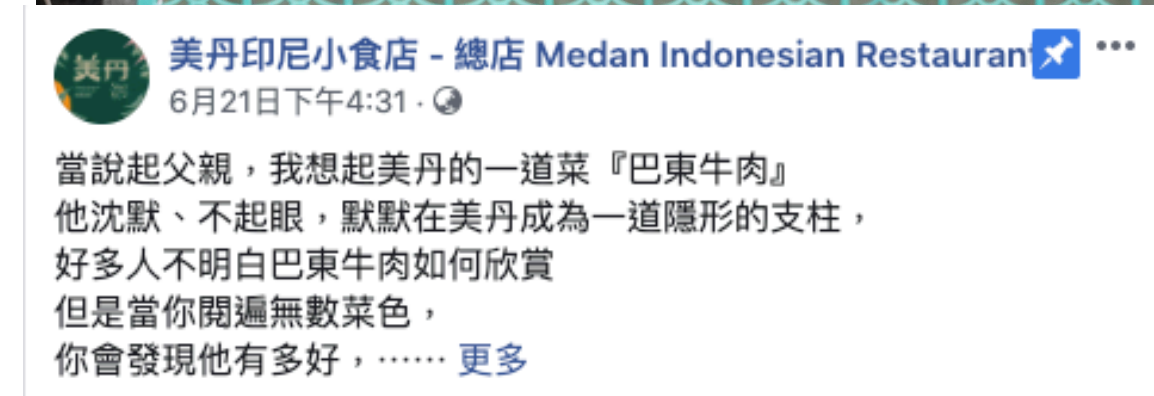 美丹印尼小食店 - 總店 Medan Indonesian Restaurant
6月21日下午4:31 ·
當說起父親，我想起美丹的一道菜『巴東牛肉』
他沈默、不起眼，默默在美丹成為一道隱形的支柱，
好多人不明白巴東牛肉如何欣賞
但是當你閱遍無數菜色，
你會發現他有多好，⋯⋯ 更多
美丹